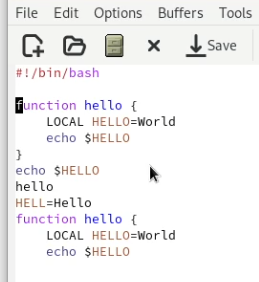 File Edit Options Buffers Tools
Save
#!/bin/bash
function hello {
    LOCAL HELLO=World
    echo $HELLO
}
echo $HELLO
hello
HELL=Hello
function hello {
    LOCAL HELLO=World
    echo $HELLO